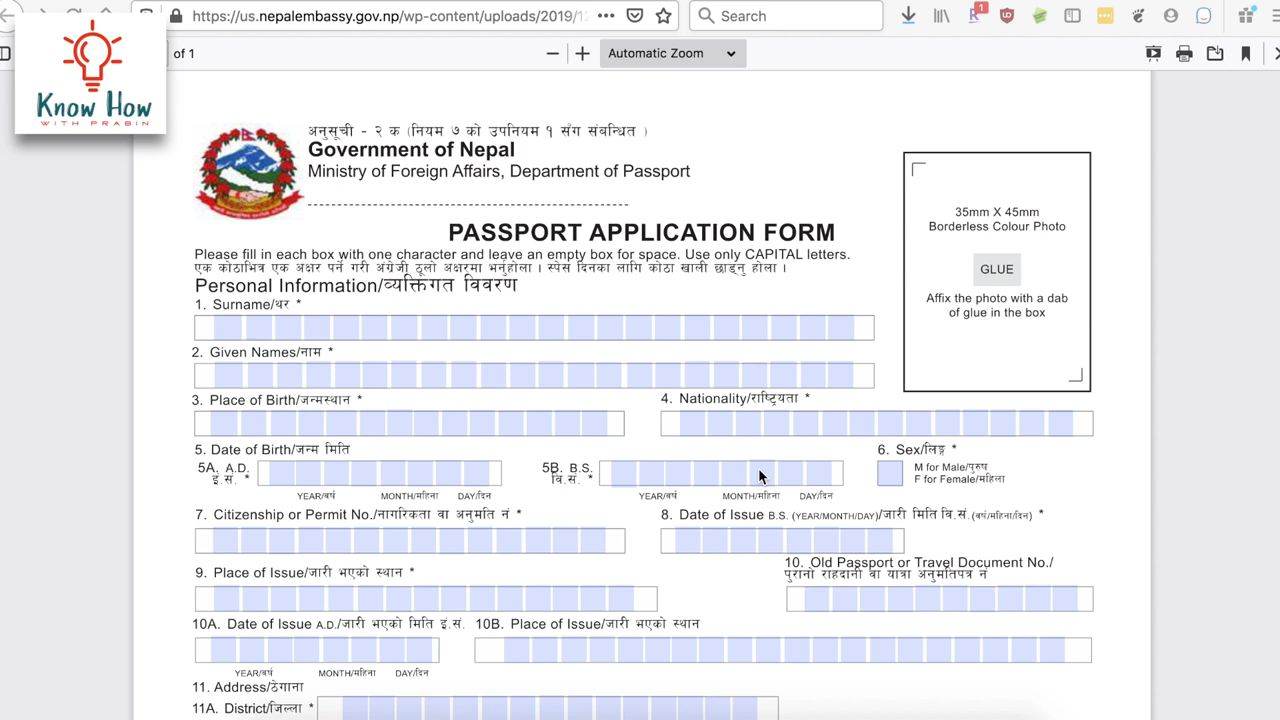 https://us.nepalembassy.gov.np/wp-content/uploads/2019/12
Search
1
of 1
Automatic Zoom
Know How
WITH PRABIN
अनुसूची - २ क (नियम ७ को उपनियम १ सँग संबन्धित )
Government of Nepal
Ministry of Foreign Affairs, Department of Passport
PASSPORT APPLICATION FORM
35mm X 45mm
Borderless Colour Photo
GLUE
Affix the photo with a dab
of glue in the box
Please fill in each box with one character and leave an empty box for space. Use only CAPITAL letters.
एक कोठाभित्र एक अक्षर पर्ने गरी अंग्रेजी ठूलो अक्षरमा भर्नुहोला । स्पेस दिनका लागि कोठा खाली छाड्नु होला ।
Personal Information/व्यक्तिगत विवरण
1. Surname/थर *
2. Given Names/नाम *
3. Place of Birth/जन्मस्थान *
4. Nationality/राष्ट्रियता *
5. Date of Birth/जन्म मिति
6. Sex/लिङ्ग *
5A. A.D.
इ.सं. *
5B. B.S.
वि.सं. *
M for Male/पुरुष
F for Female/महिला
YEAR/वर्ष MONTH/महिना DAY/दिन
YEAR/वर्ष MONTH/महिना DAY/दिन
7. Citizenship or Permit No./नागरिकता वा अनुमति नं *
8. Date of Issue B.S. (YEAR/MONTH/DAY)/जारी मिति वि.सं.(वर्ष/महिना/दिन) *
9. Place of Issue/जारी भएको स्थान *
10. Old Passport or Travel Document No./
पुरानो राहदानी वा यात्रा अनुमतिपत्र नं
10A. Date of Issue A.D./जारी भएको मिति इ.सं.
10B. Place of Issue/जारी भएको स्थान
YEAR/वर्ष MONTH/महिना DAY/दिन
11. Address/ठेगाना
11A. District/जिल्ला *